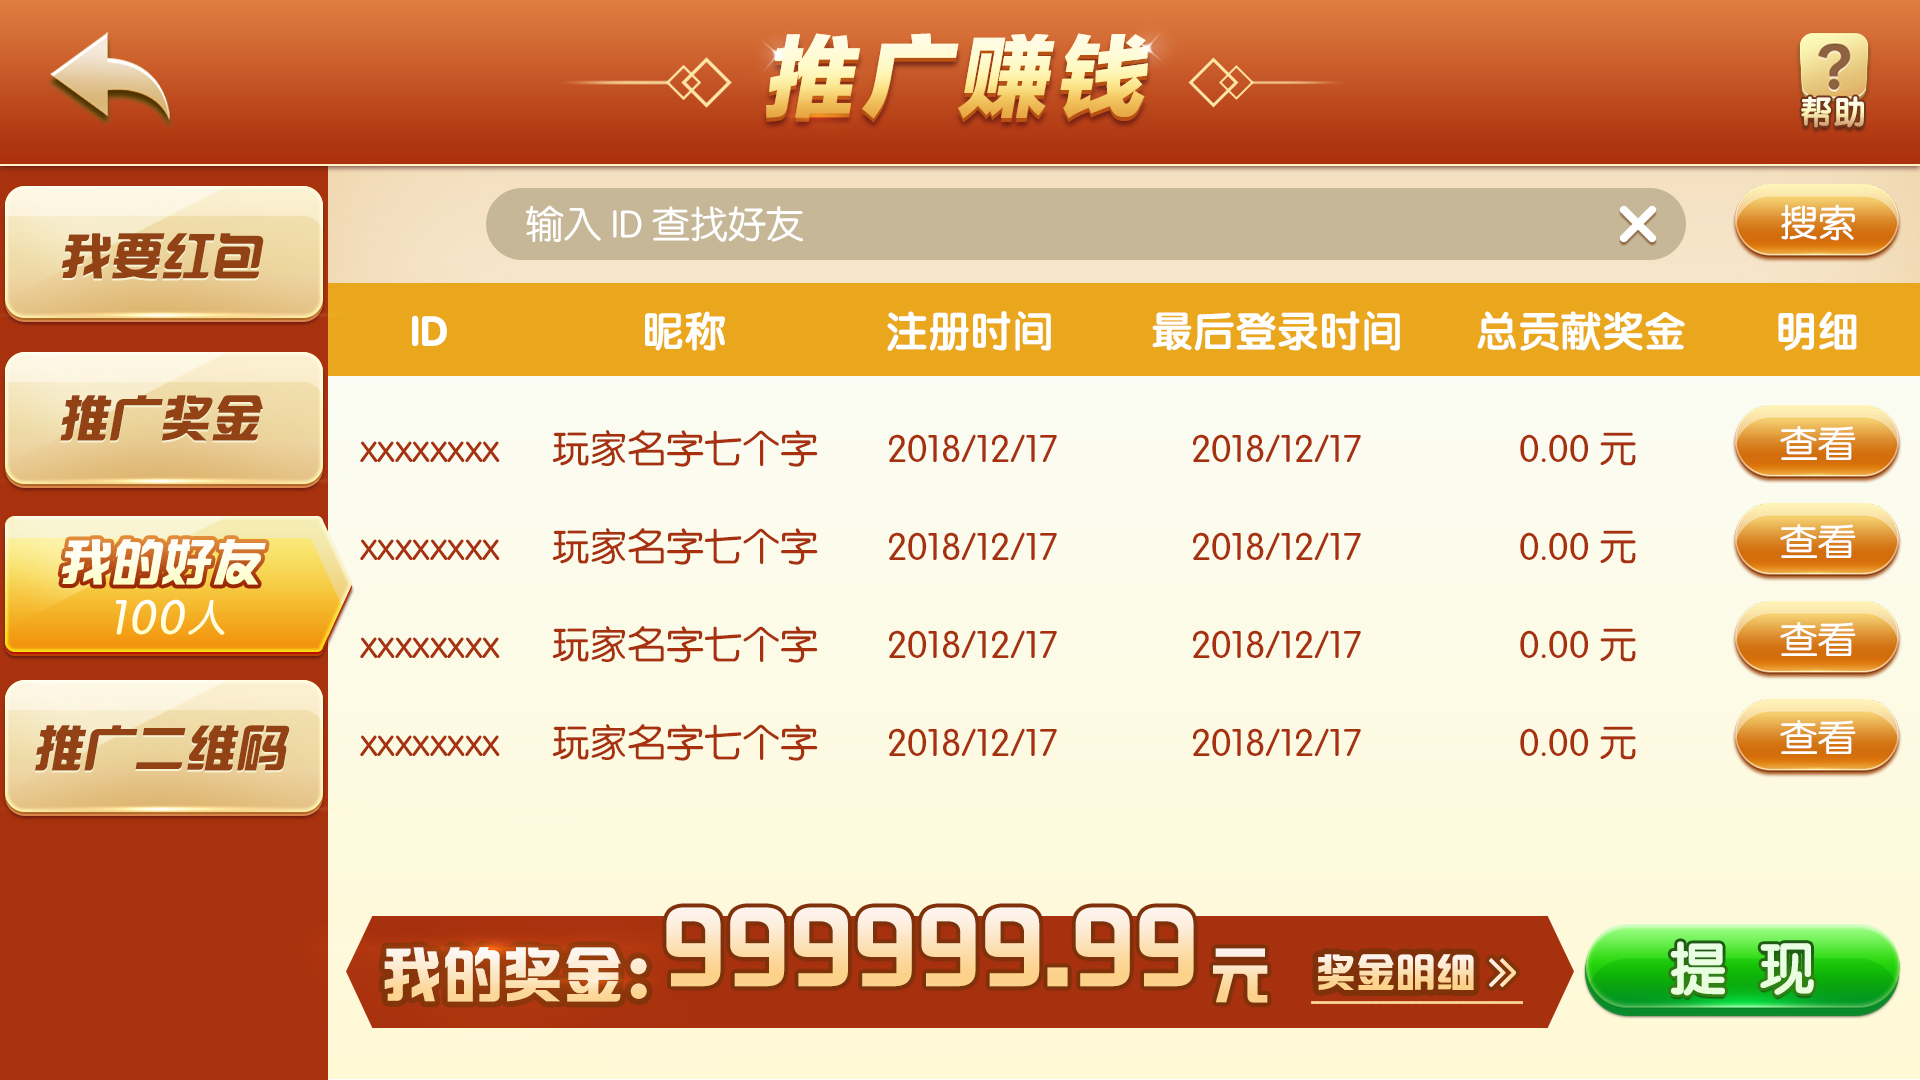 推广赚钱
?
帮助
我要红包
推广奖金
我的好友
100人
推广二维码
输入 ID 查找好友
搜索
ID 昵称 注册时间 最后登录时间 总贡献奖金 明细
xxxxxxxx 玩家名字七个字 2018/12/17 2018/12/17 0.00 元 查看
xxxxxxxx 玩家名字七个字 2018/12/17 2018/12/17 0.00 元 查看
xxxxxxxx 玩家名字七个字 2018/12/17 2018/12/17 0.00 元 查看
xxxxxxxx 玩家名字七个字 2018/12/17 2018/12/17 0.00 元 查看
我的奖金: 999999.99 元 奖金明细 >> 提 现